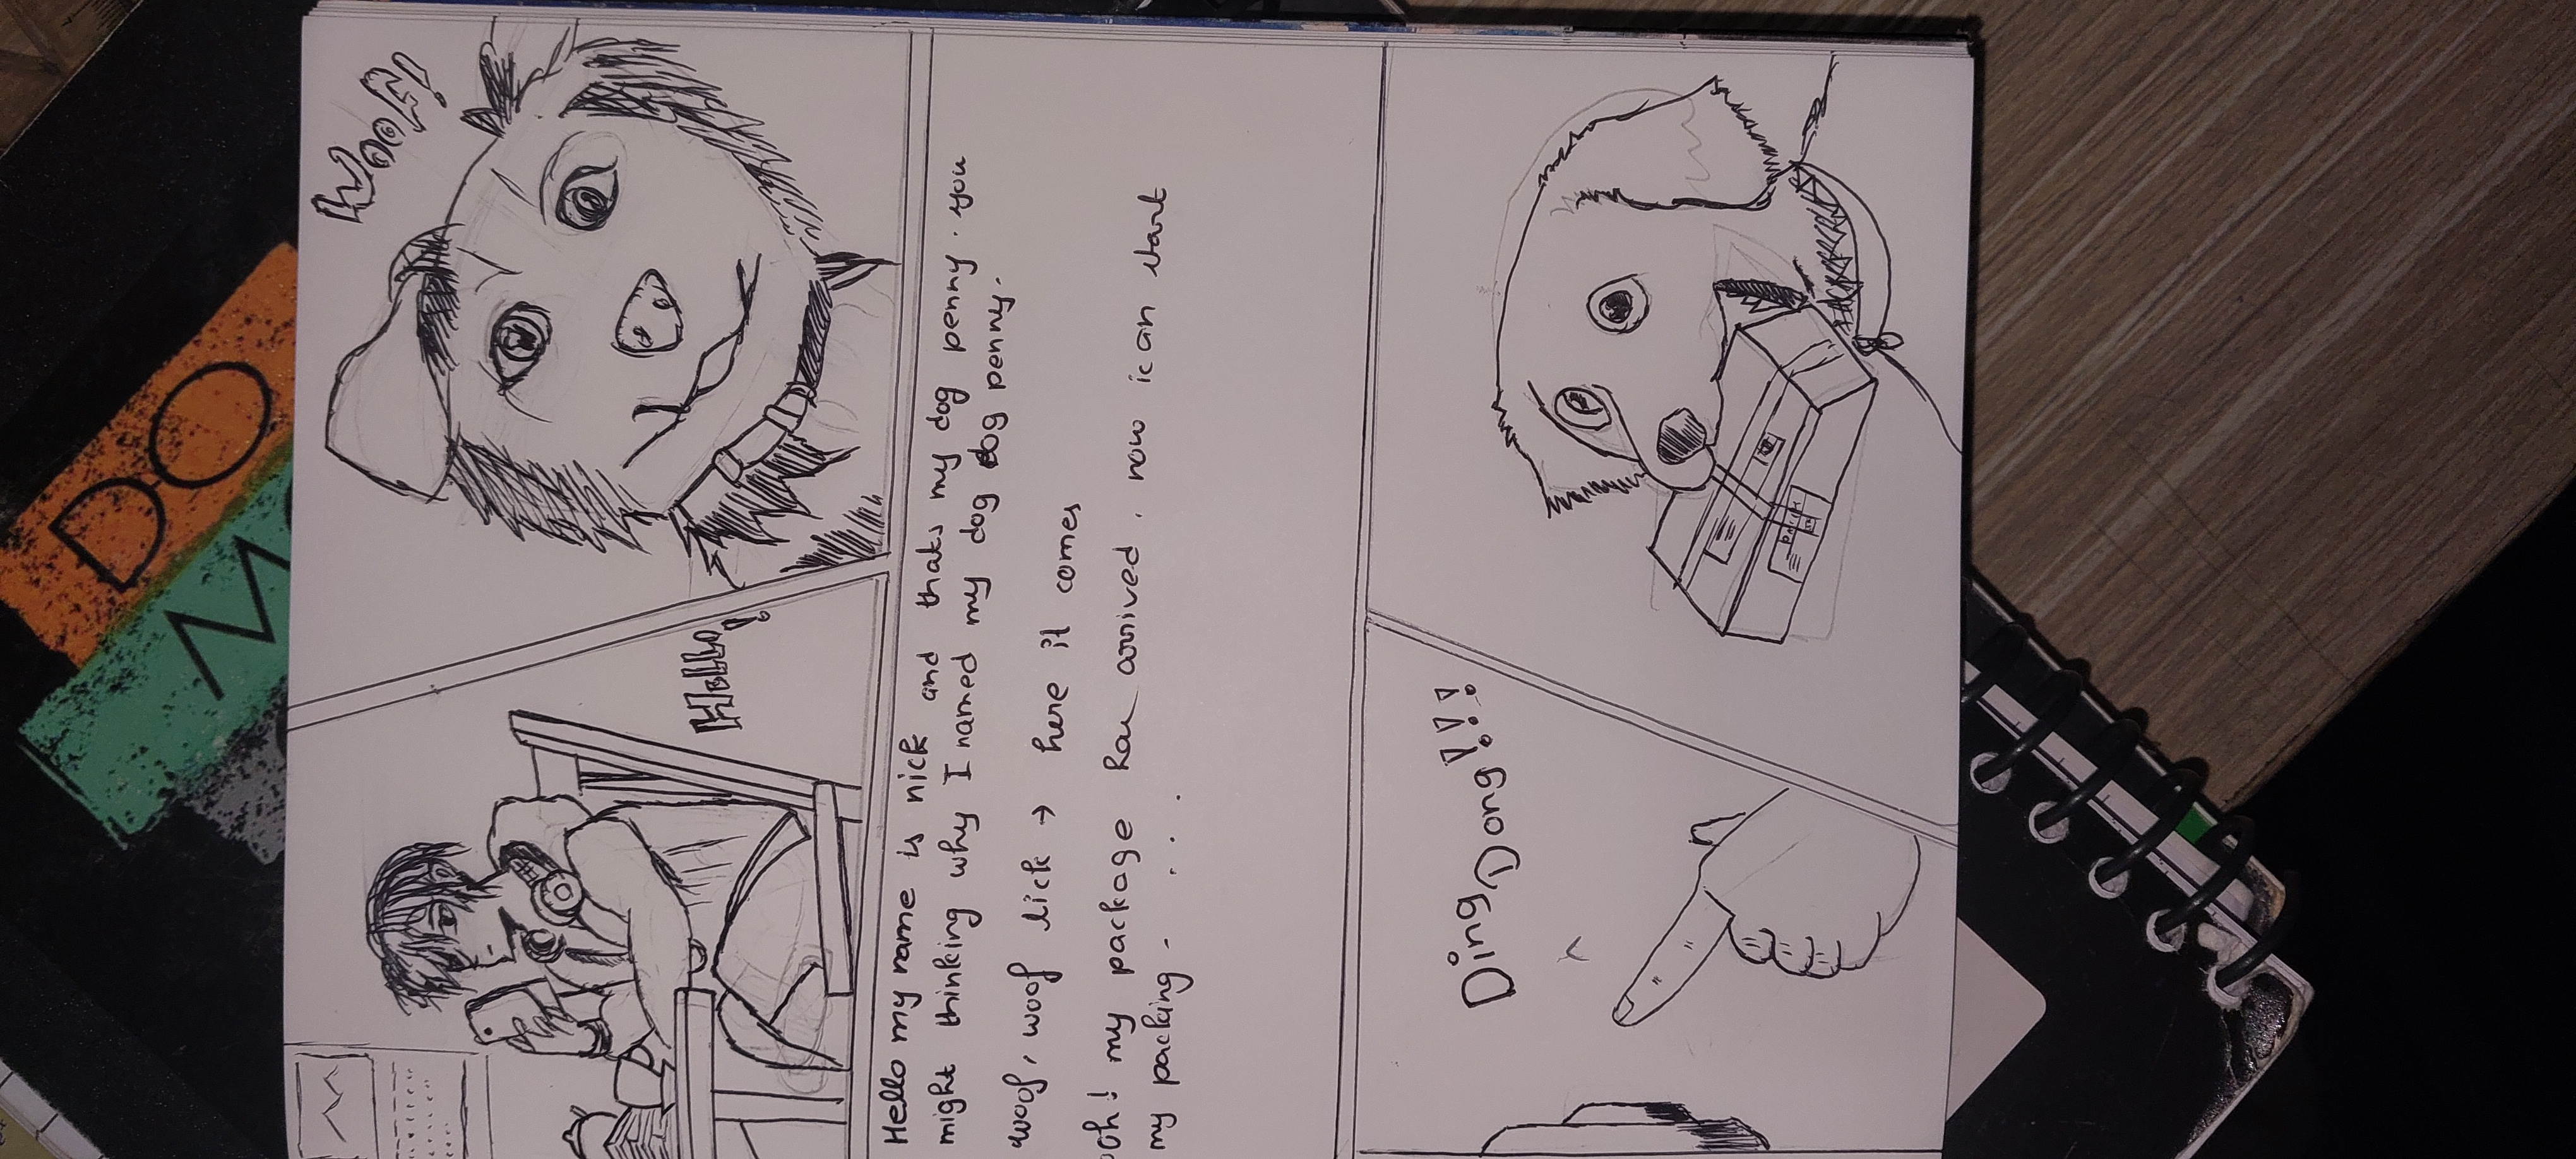 DO
Woof!
HELLO!
Hello my name is nick and thats my dog penny. you
might thinking why I named my dog dog penny.
woof, woof lick → here it comes
ooh! my package has arrived. now ican start
my packing - . . .
Ding Dong!!!